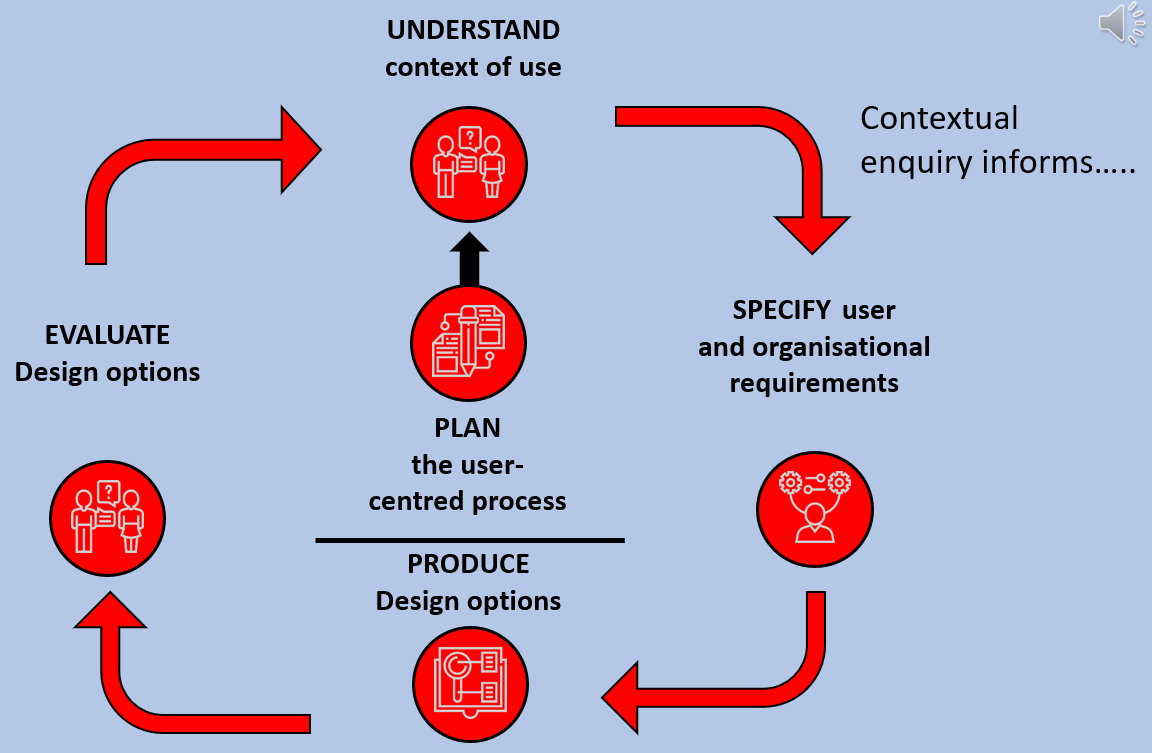 UNDERSTAND
context of use
Contextual
enquiry informs…..
SPECIFY user
and organisational
requirements
EVALUATE
Design options
PLAN
the user-
centred process
PRODUCE
Design options
?
?